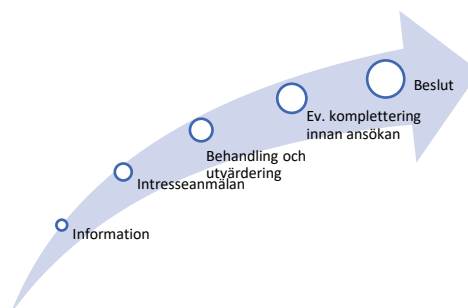 Information
Intresseanmälan
Behandling och
utvärdering
Ev. komplettering
innan ansökan
Beslut